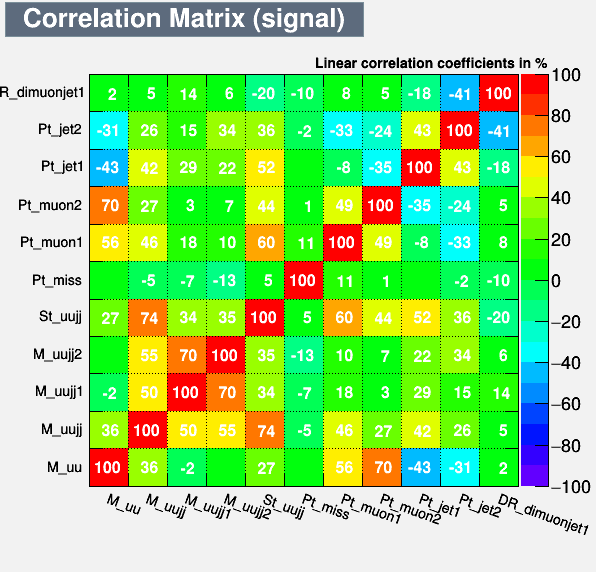 Correlation Matrix (signal)
Linear correlation coefficients in %
R_dimuonjet1 2 5 14 6 -20 -10 8 5 -18 -41 100
Pt_jet2 -31 26 15 34 36 -2 -33 -24 43 100 -41
Pt_jet1 -43 42 29 22 52 -8 -35 100 43 -18
Pt_muon2 70 27 3 7 44 1 49 100 -35 -24 5
Pt_muon1 56 46 18 10 60 11 100 49 -8 -33 8
Pt_miss -5 -7 -13 5 100 11 1 -2 -10
St_uujj 27 74 34 35 100 5 60 44 52 36 -20
M_uujj2 55 70 100 35 -13 10 7 22 34 6
M_uujj1 -2 50 100 70 34 -7 18 3 29 15 14
M_uujj 36 100 50 55 74 -5 46 27 42 26 5
M_uu 100 36 -2 27 56 70 -43 -31 2
M_uu M_uujj M_uujj1 M_uujj2 St_uujj Pt_miss Pt_muon1 Pt_muon2 Pt_jet1 Pt_jet2 DR_dimuonjet1
100
80
60
40
20
0
−20
−40
−60
−80
−100